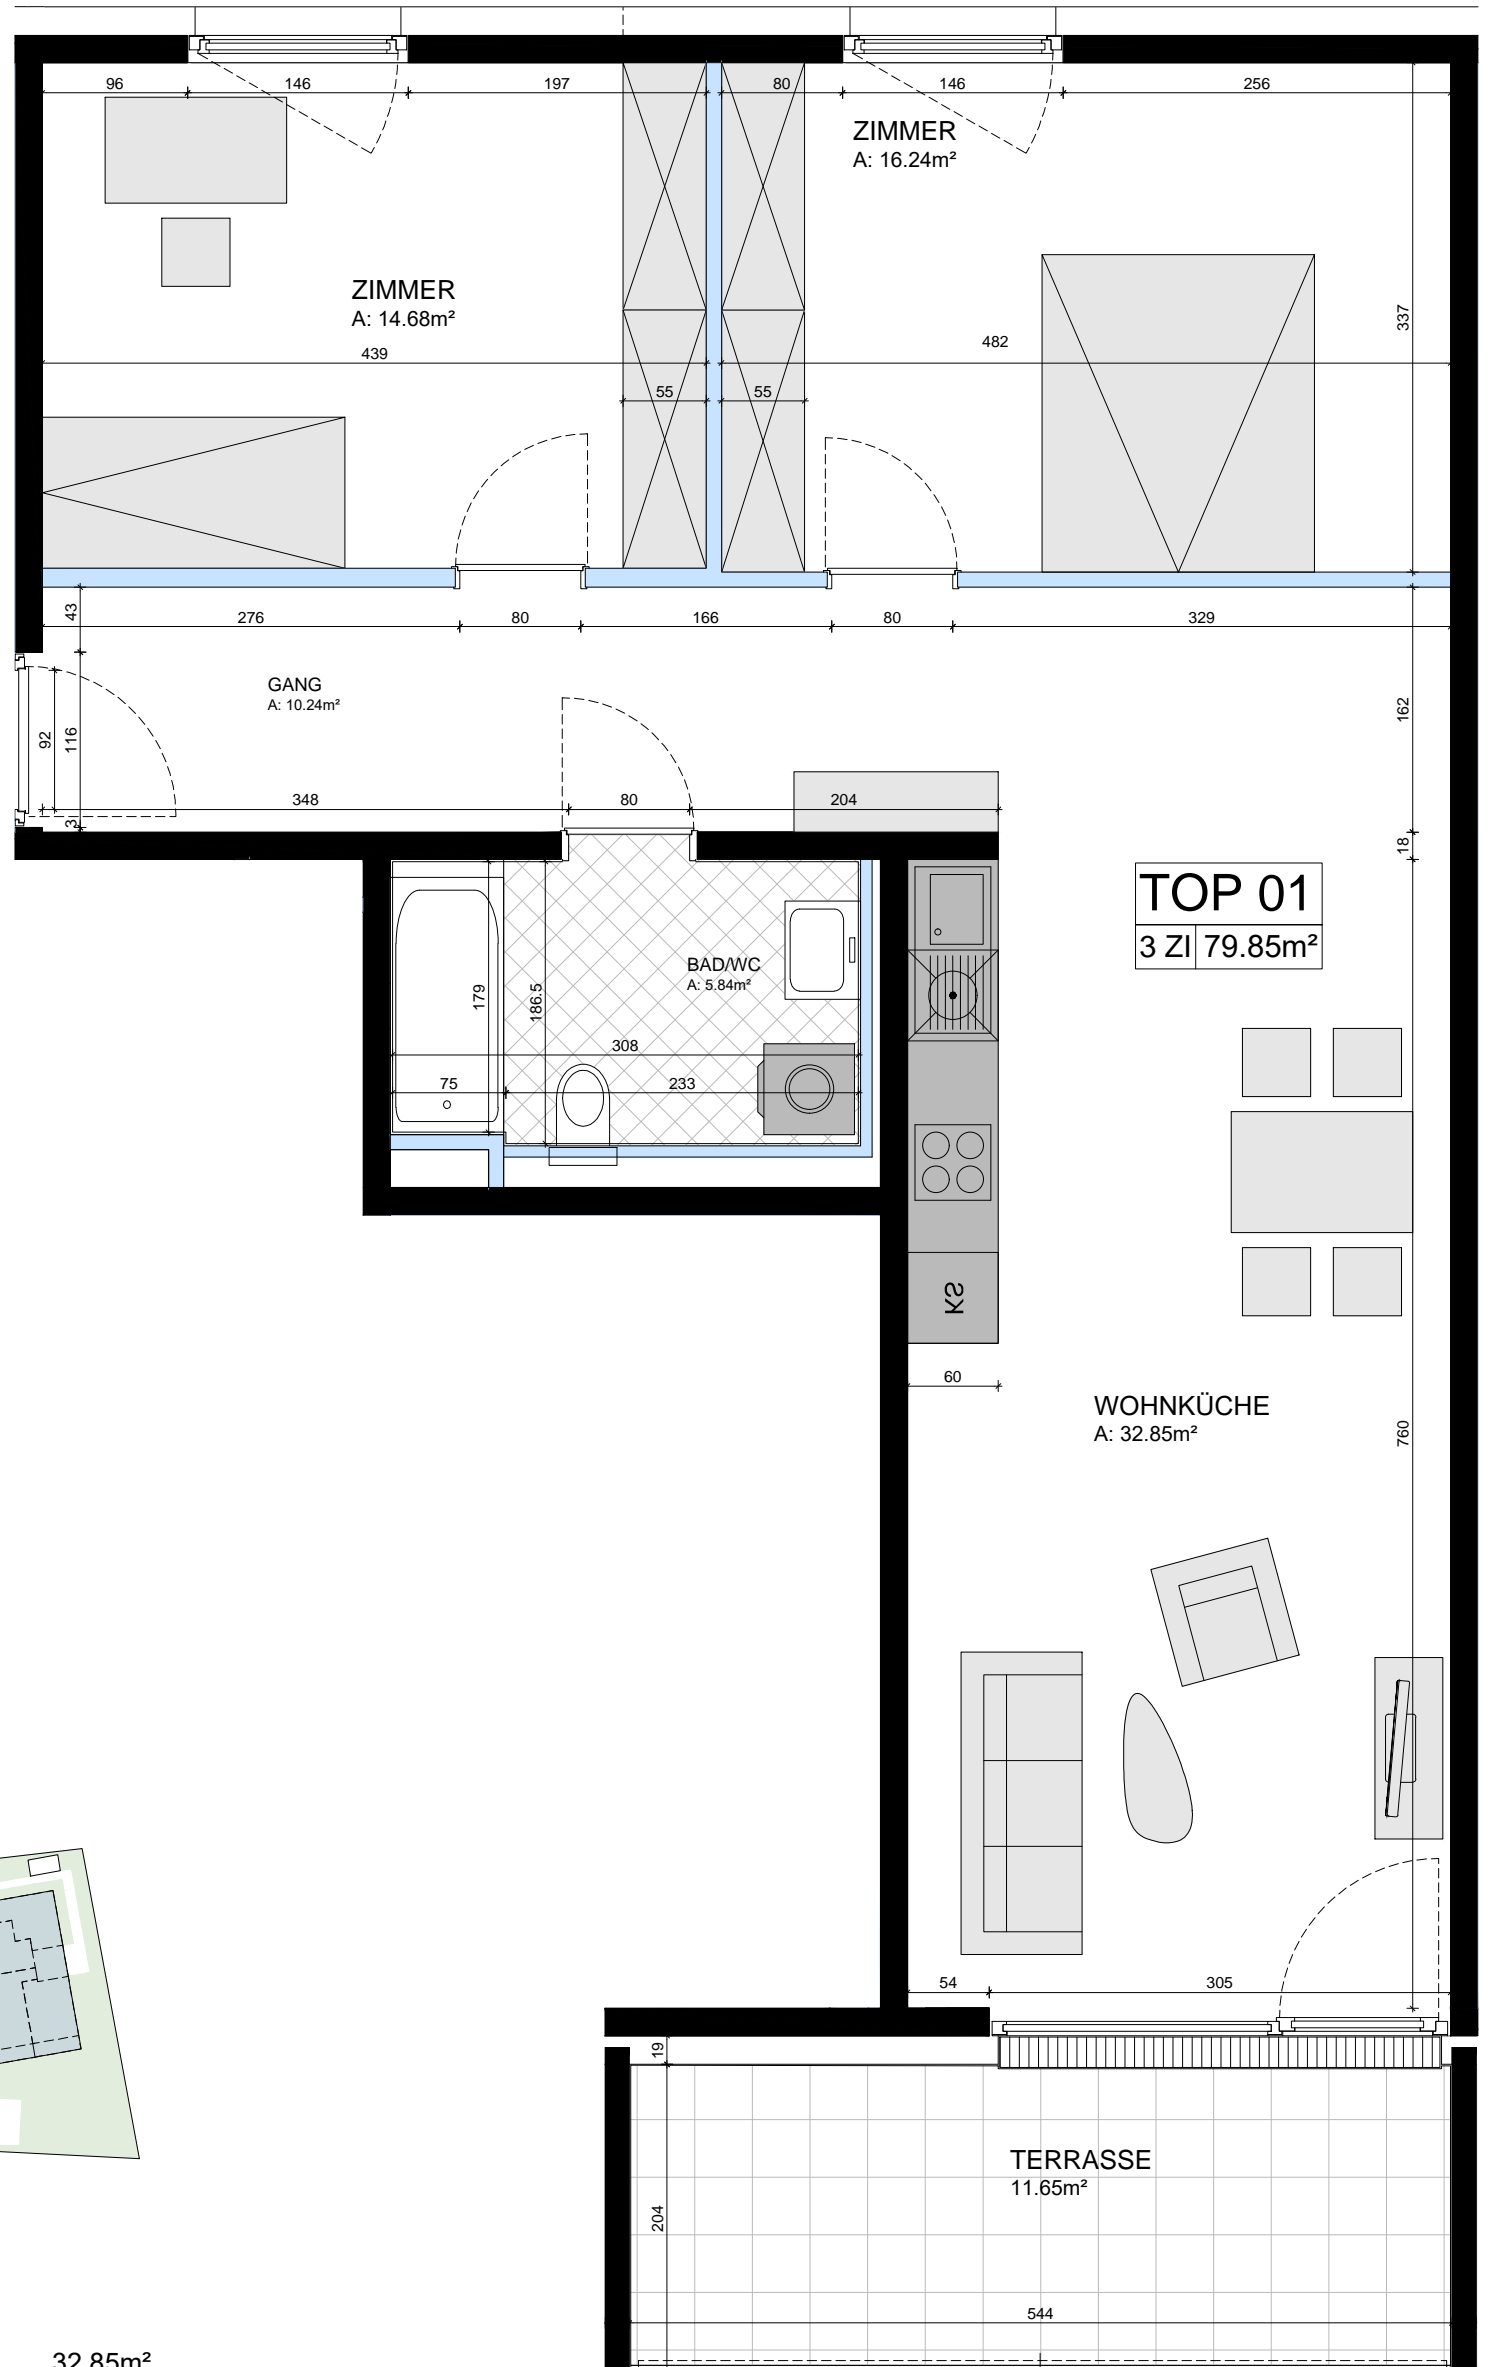 96
146
197
80
146
256
ZIMMER
A: 16.24m²
ZIMMER
A: 14.68m²
337
439
482
55
55
43
276
80
166
80
329
GANG
A: 10.24m²
92
116
162
348
80
204
3
18
TOP 01
3 ZI 79.85m²
BAD/WC
A: 5.84m²
179
186.5
308
75
233
KS
60
WOHNKÜCHE
A: 32.85m²
760
54
305
19
TERRASSE
11.65m²
204
544
32.85m²